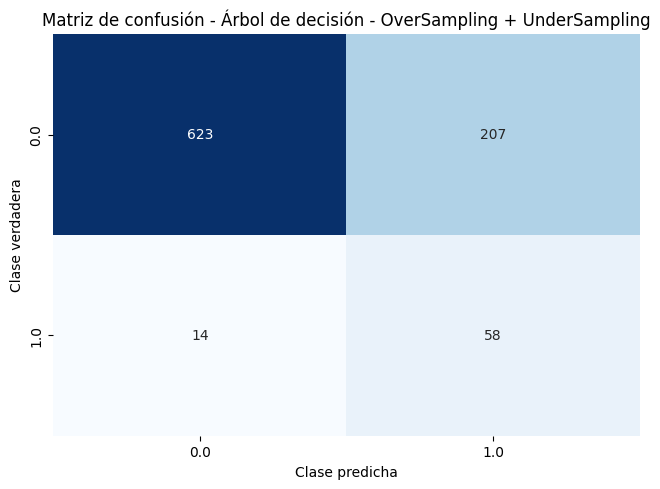 Matriz de confusión - Árbol de decisión - OverSampling + UnderSampling
Clase verdadera
0.0
623
207
1.0
14
58
0.0
1.0
Clase predicha